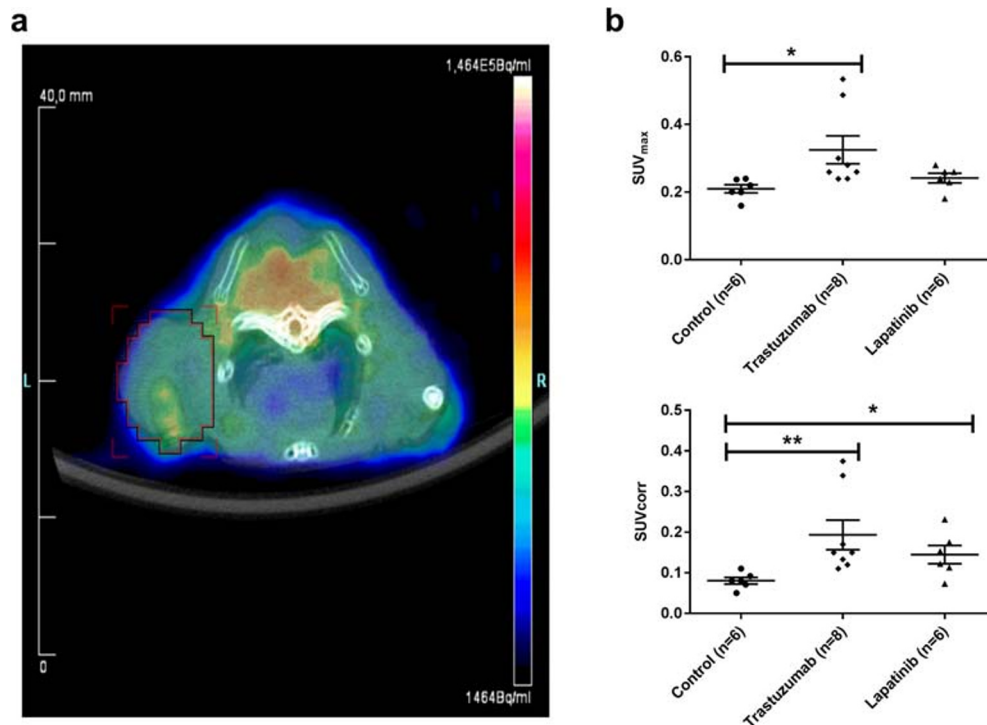 a
1,464E5Bq/ml
40,0 mm
L
R
0
1464Bq/ml
b
0.6
0.4
0.2
0.0
SUVmax
*
Control (n=6)
Trastuzumab (n=8)
Lapatinib (n=6)
0.5
0.4
0.3
0.2
0.1
0.0
SUVcorr
*
**
Control (n=6)
Trastuzumab (n=8)
Lapatinib (n=6)